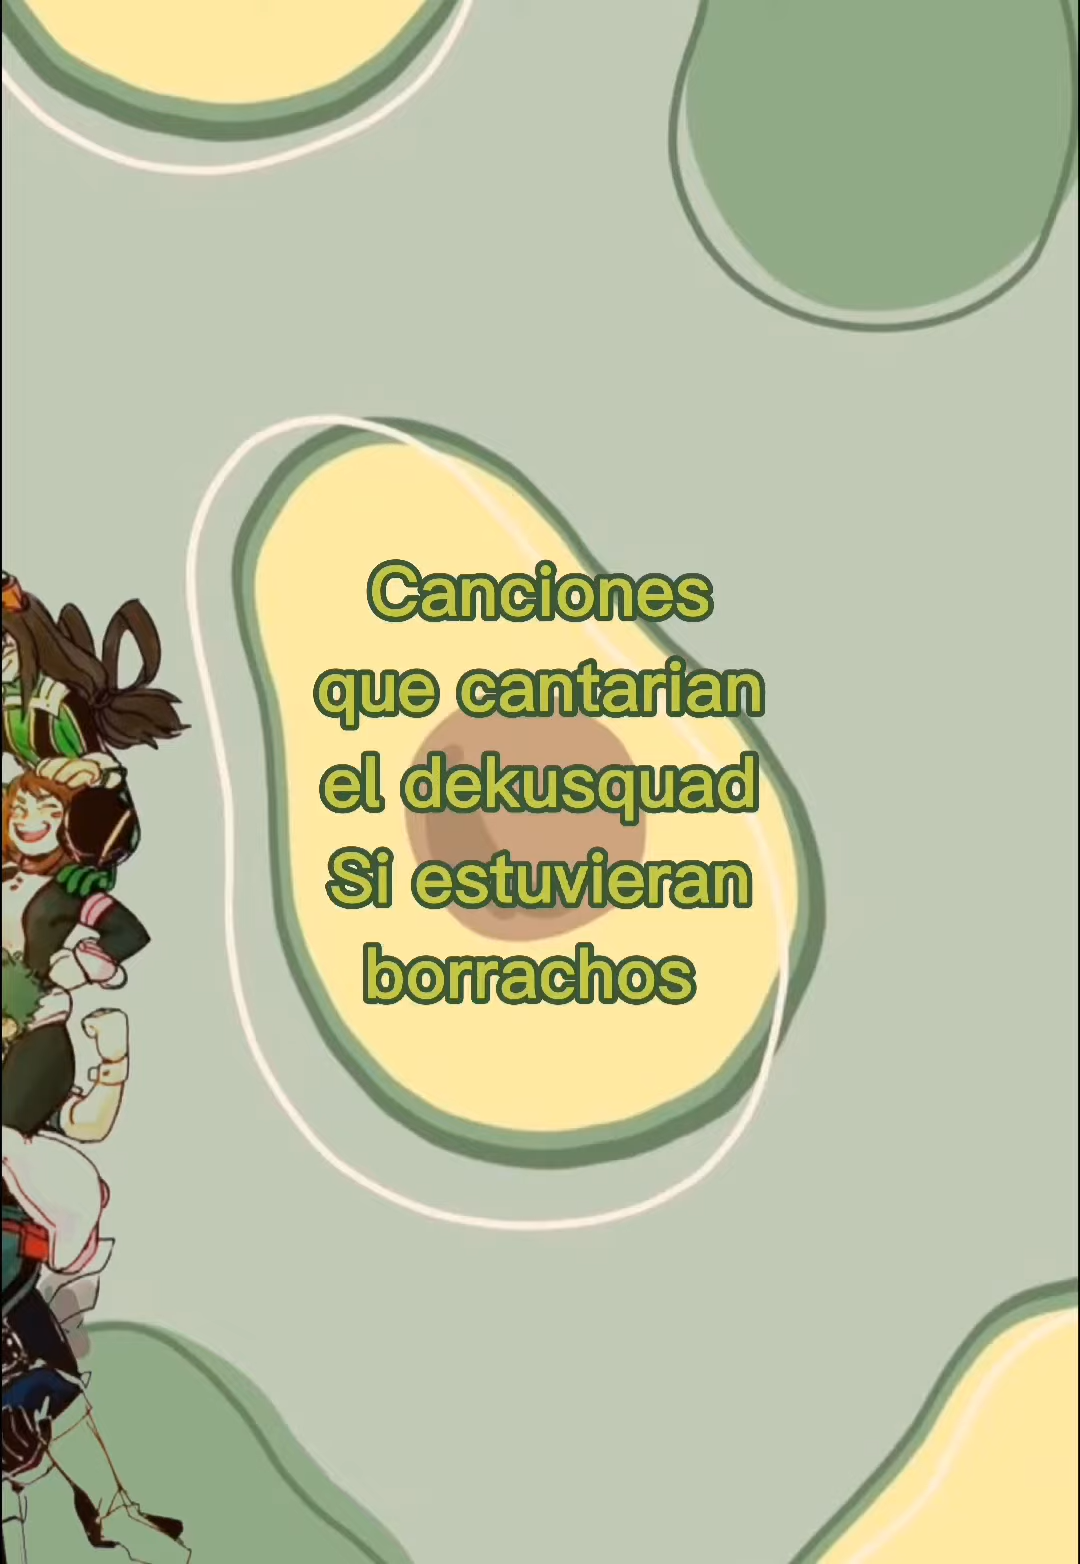 Canciones
que cantarian
el dekusquad
Si estuvieran
borrachos